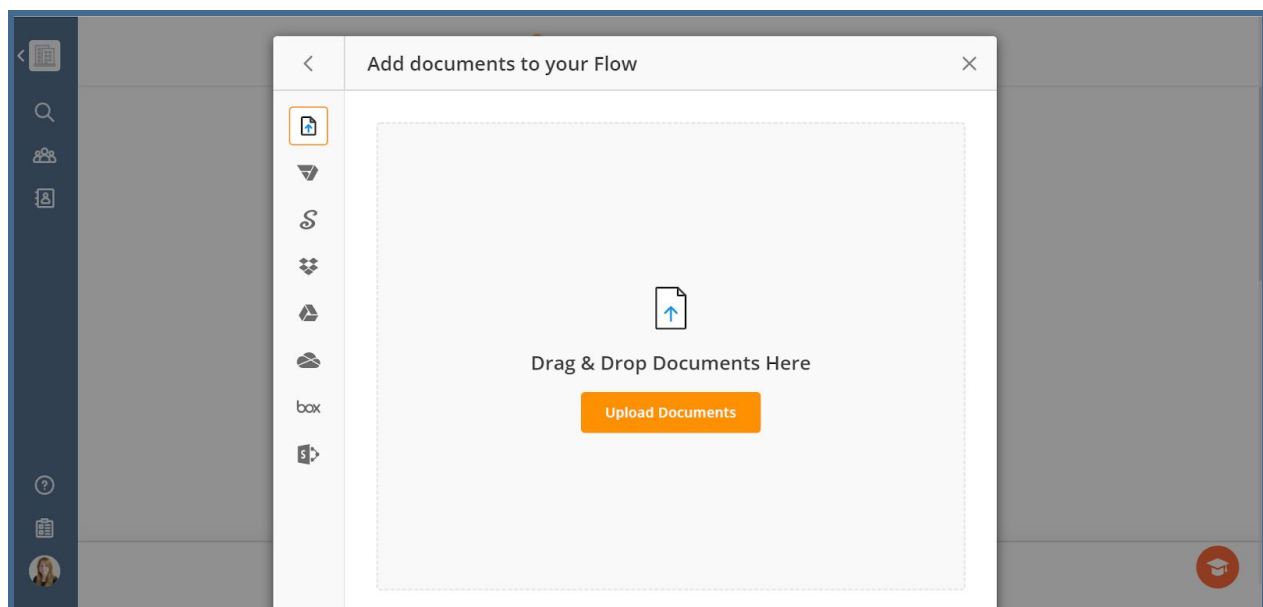 Add documents to your Flow
Drag & Drop Documents Here
Upload Documents
S
box
S